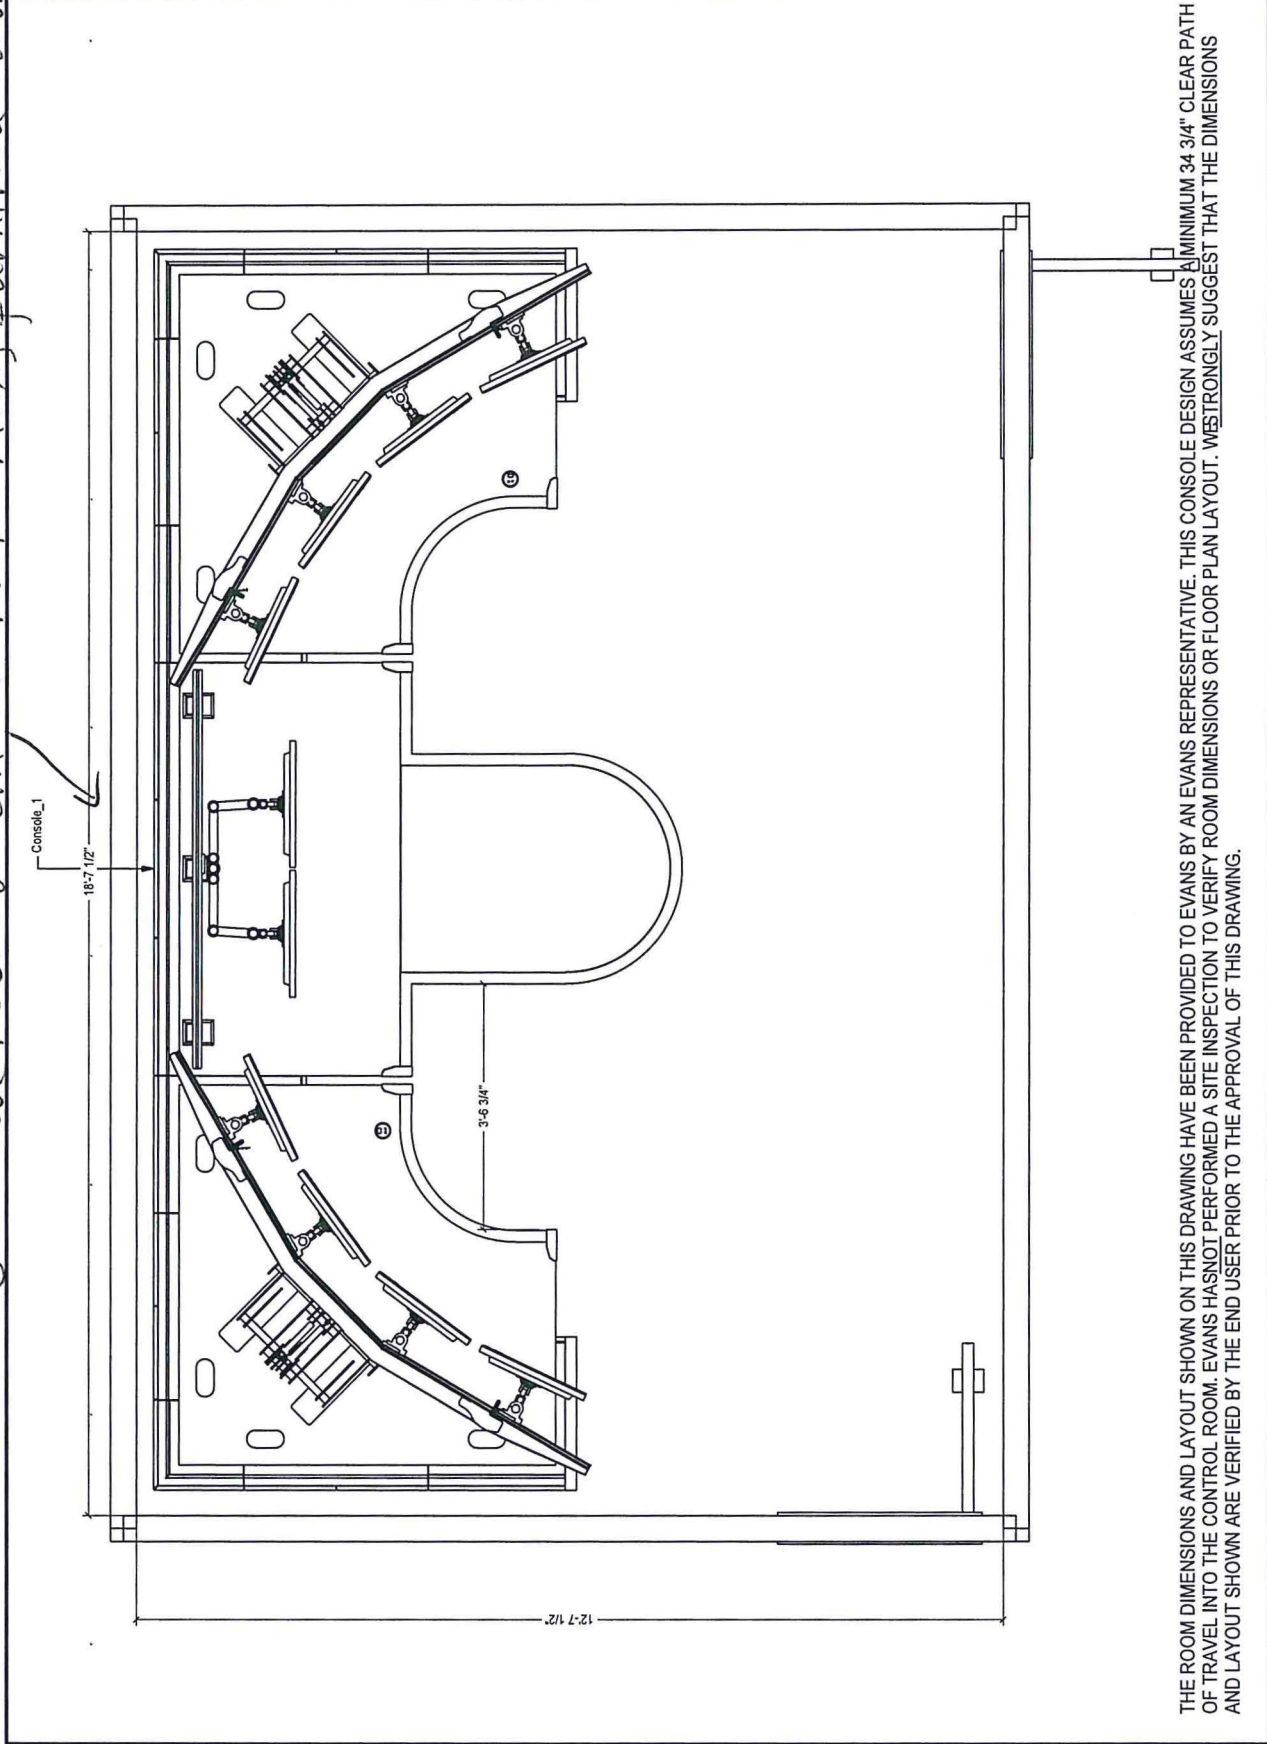 Console_1
18'-7 1/2"
3'-6 3/4"
12'-7 1/2"
THE ROOM DIMENSIONS AND LAYOUT SHOWN ON THIS DRAWING HAVE BEEN PROVIDED TO EVANS BY AN EVANS REPRESENTATIVE. THIS CONSOLE DESIGN ASSUMES A MINIMUM 34 3/4" CLEAR PATH
OF TRAVEL INTO THE CONTROL ROOM. EVANS HASNOT PERFORMED A SITE INSPECTION TO VERIFY ROOM DIMENSIONS OR FLOOR PLAN LAYOUT. WESTRONGLY SUGGEST THAT THE DIMENSIONS
AND LAYOUT SHOWN ARE VERIFIED BY THE END USER PRIOR TO THE APPROVAL OF THIS DRAWING.